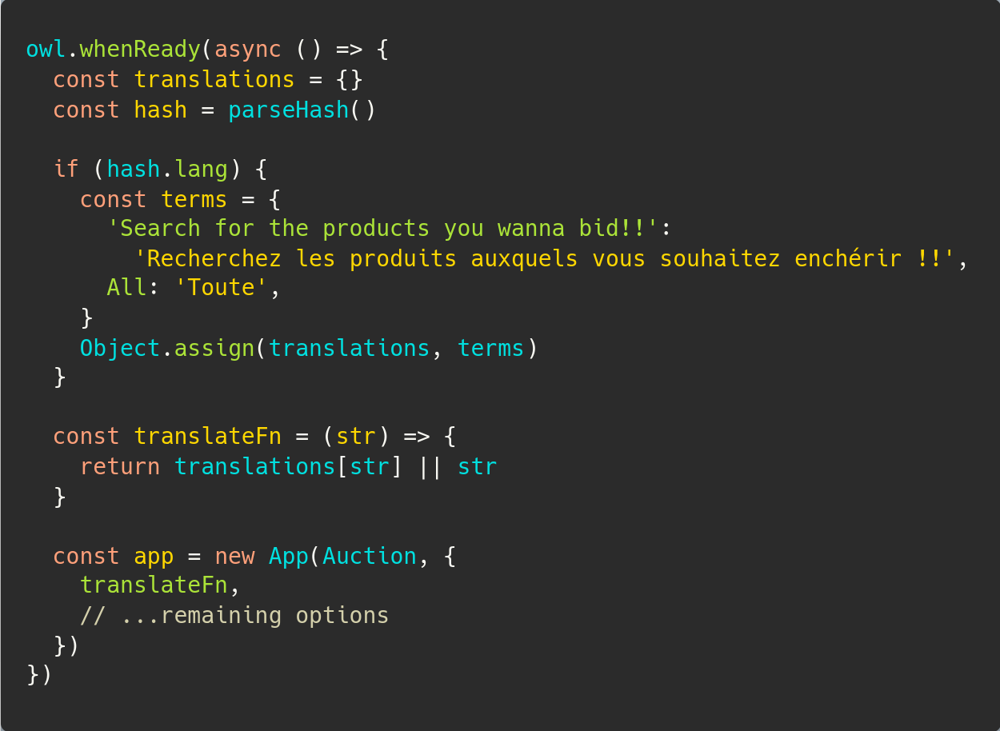 owl.whenReady(async () => {
  const translations = {}
  const hash = parseHash()

  if (hash.lang) {
    const terms = {
      'Search for the products you wanna bid!!':
        'Recherchez les produits auxquels vous souhaitez enchérir !!',
      All: 'Toute',
    }
    Object.assign(translations, terms)
  }

  const translateFn = (str) => {
    return translations[str] || str
  }

  const app = new App(Auction, {
    translateFn,
    // ...remaining options
  })
})